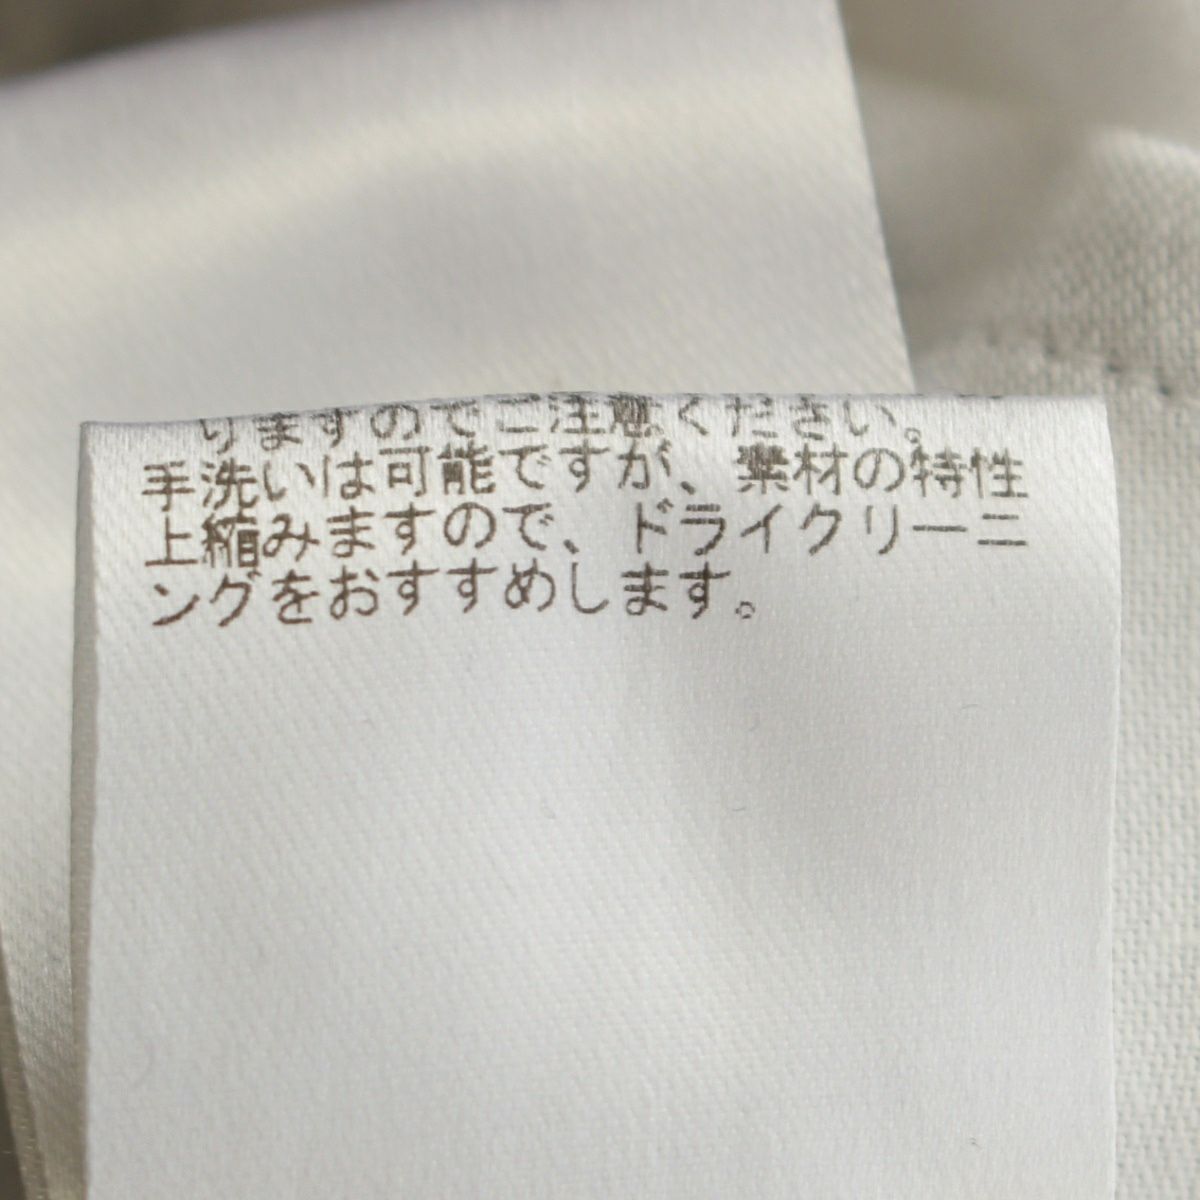 りますのでご注意ください。
手洗いは可能ですが、素材の特性
上縮みますので、ドライクリーニ
ングをおすすめします。